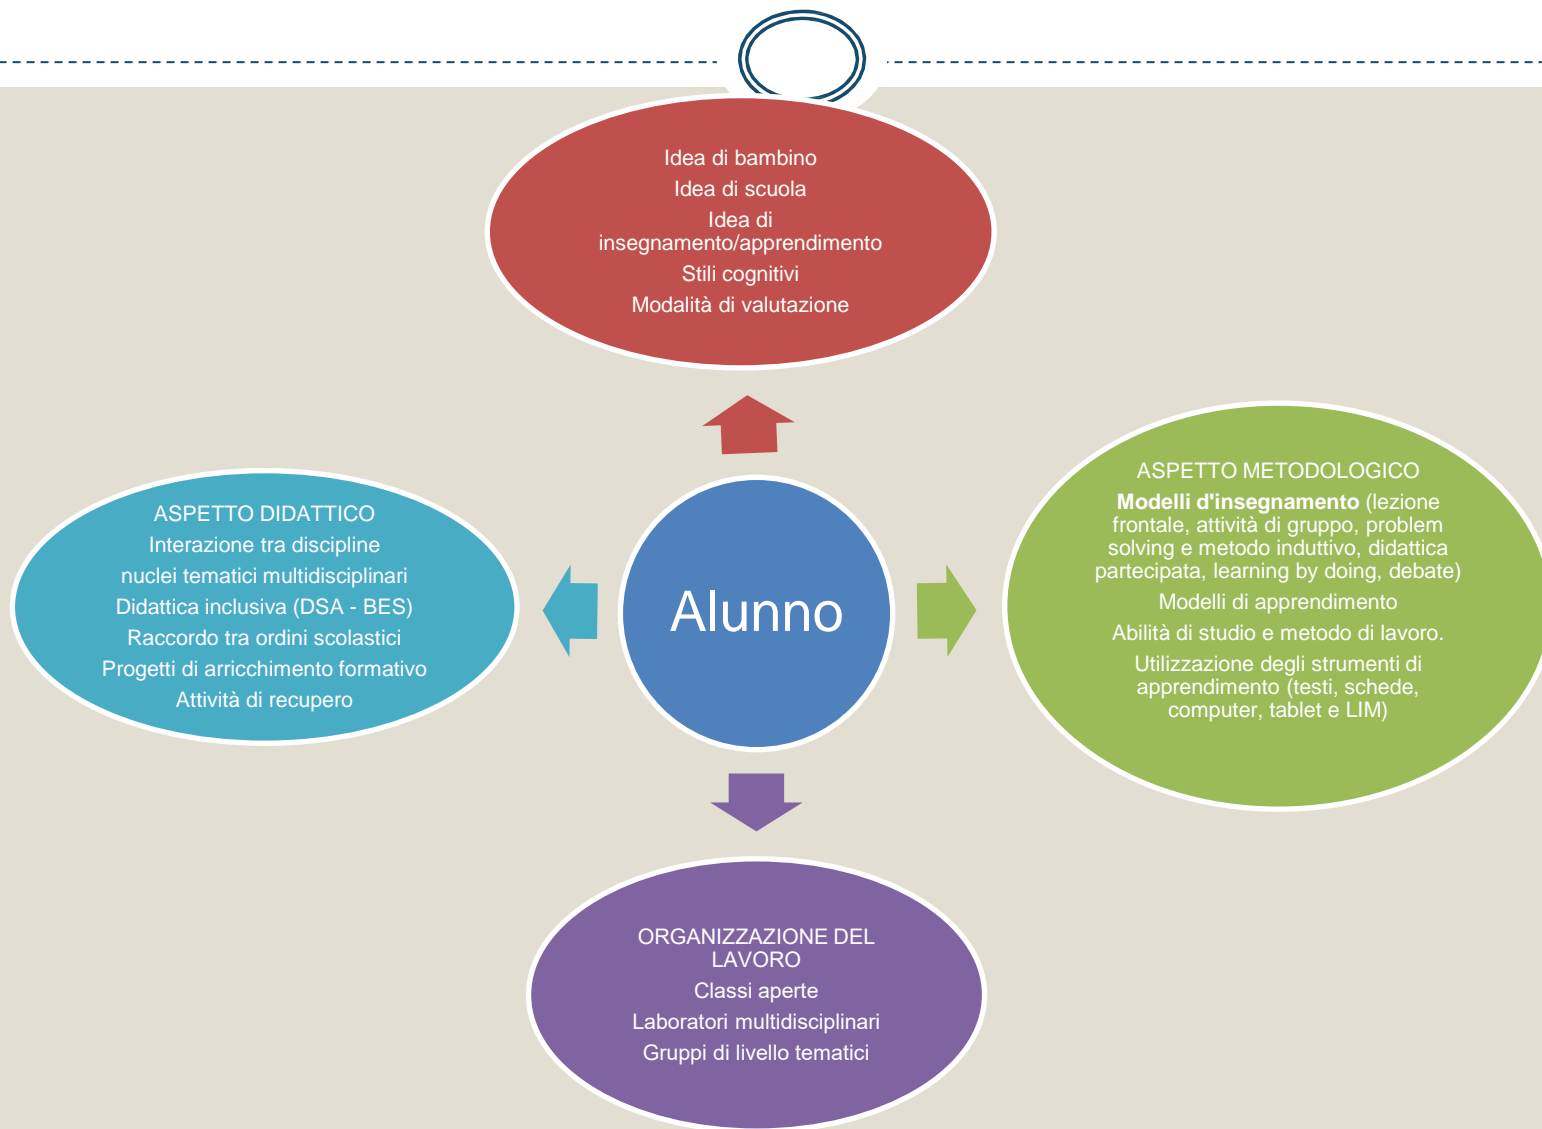 Idea di bambino
Idea di scuola
Idea di
insegnamento/apprendimento
Stili cognitivi
Modalità di valutazione
ASPETTO DIDATTICO
Interazione tra discipline
nuclei tematici multidisciplinari
Didattica inclusiva (DSA - BES)
Raccordo tra ordini scolastici
Progetti di arricchimento formativo
Attività di recupero
Alunno
ASPETTO METODOLOGICO
Modelli d'insegnamento (lezione
frontale, attività di gruppo, problem
solving e metodo induttivo, didattica
partecipata, learning by doing, debate)
Modelli di apprendimento
Abilità di studio e metodo di lavoro.
Utilizzazione degli strumenti di
apprendimento (testi, schede,
computer, tablet e LIM)
ORGANIZZAZIONE DEL
LAVORO
Classi aperte
Laboratori multidisciplinari
Gruppi di livello tematici